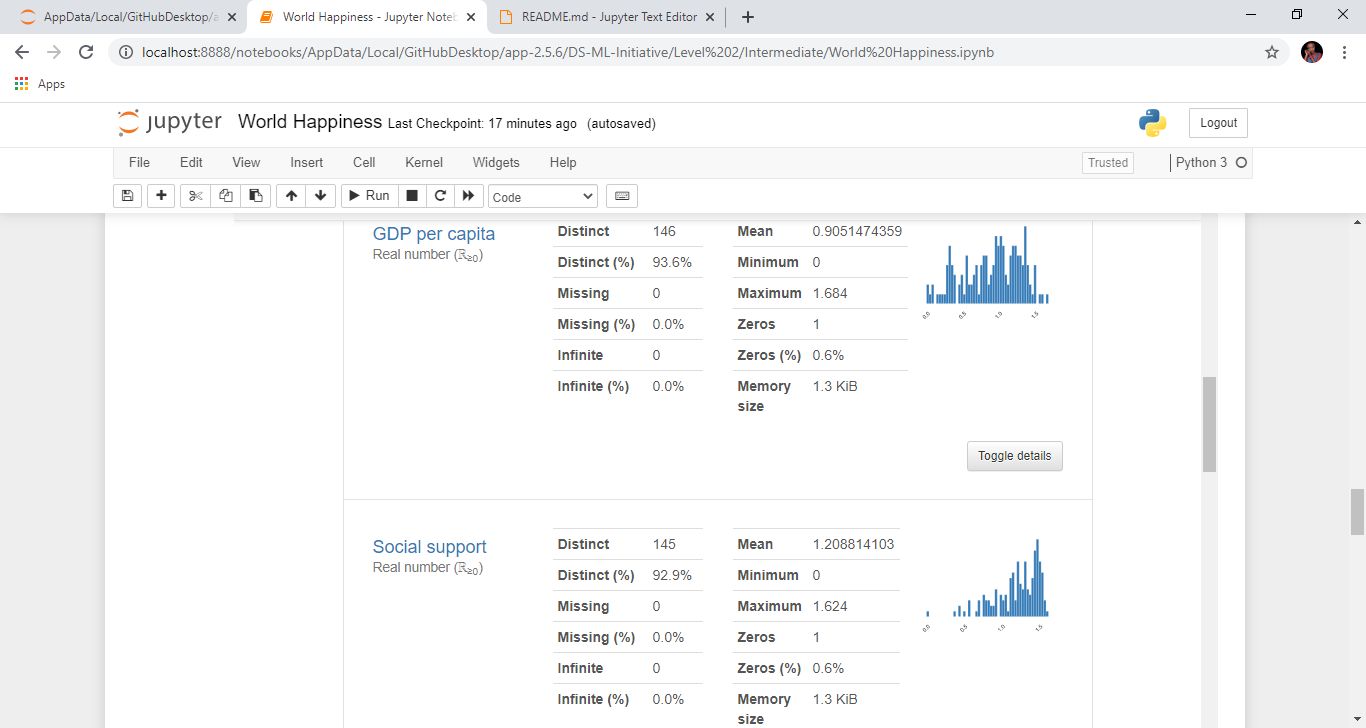 AppData/Local/GitHubDesktop/a
World Happiness - Jupyter Noteb
README.md - Jupyter Text Editor
localhost:8888/notebooks/AppData/Local/GitHubDesktop/app-2.5.6/DS-ML-Initiative/Level%202/Intermediate/World%20Happiness.ipynb
Apps
jupyter World Happiness Last Checkpoint: 17 minutes ago (autosaved)
Logout
File Edit View Insert Cell Kernel Widgets Help
Trusted
Python 3
Run
Code
GDP per capita
Real number (ℝ≥0)
Distinct 146
Distinct (%) 93.6%
Missing 0
Missing (%) 0.0%
Infinite 0
Infinite (%) 0.0%
Mean 0.9051474359
Minimum 0
Maximum 1.684
Zeros 1
Zeros (%) 0.6%
Memory size 1.3 KiB
0.0 0.5 1.0 1.5
Toggle details
Social support
Real number (ℝ≥0)
Distinct 145
Distinct (%) 92.9%
Missing 0
Missing (%) 0.0%
Infinite 0
Infinite (%) 0.0%
Mean 1.208814103
Minimum 0
Maximum 1.624
Zeros 1
Zeros (%) 0.6%
Memory size 1.3 KiB
0.0 0.5 1.0 1.5